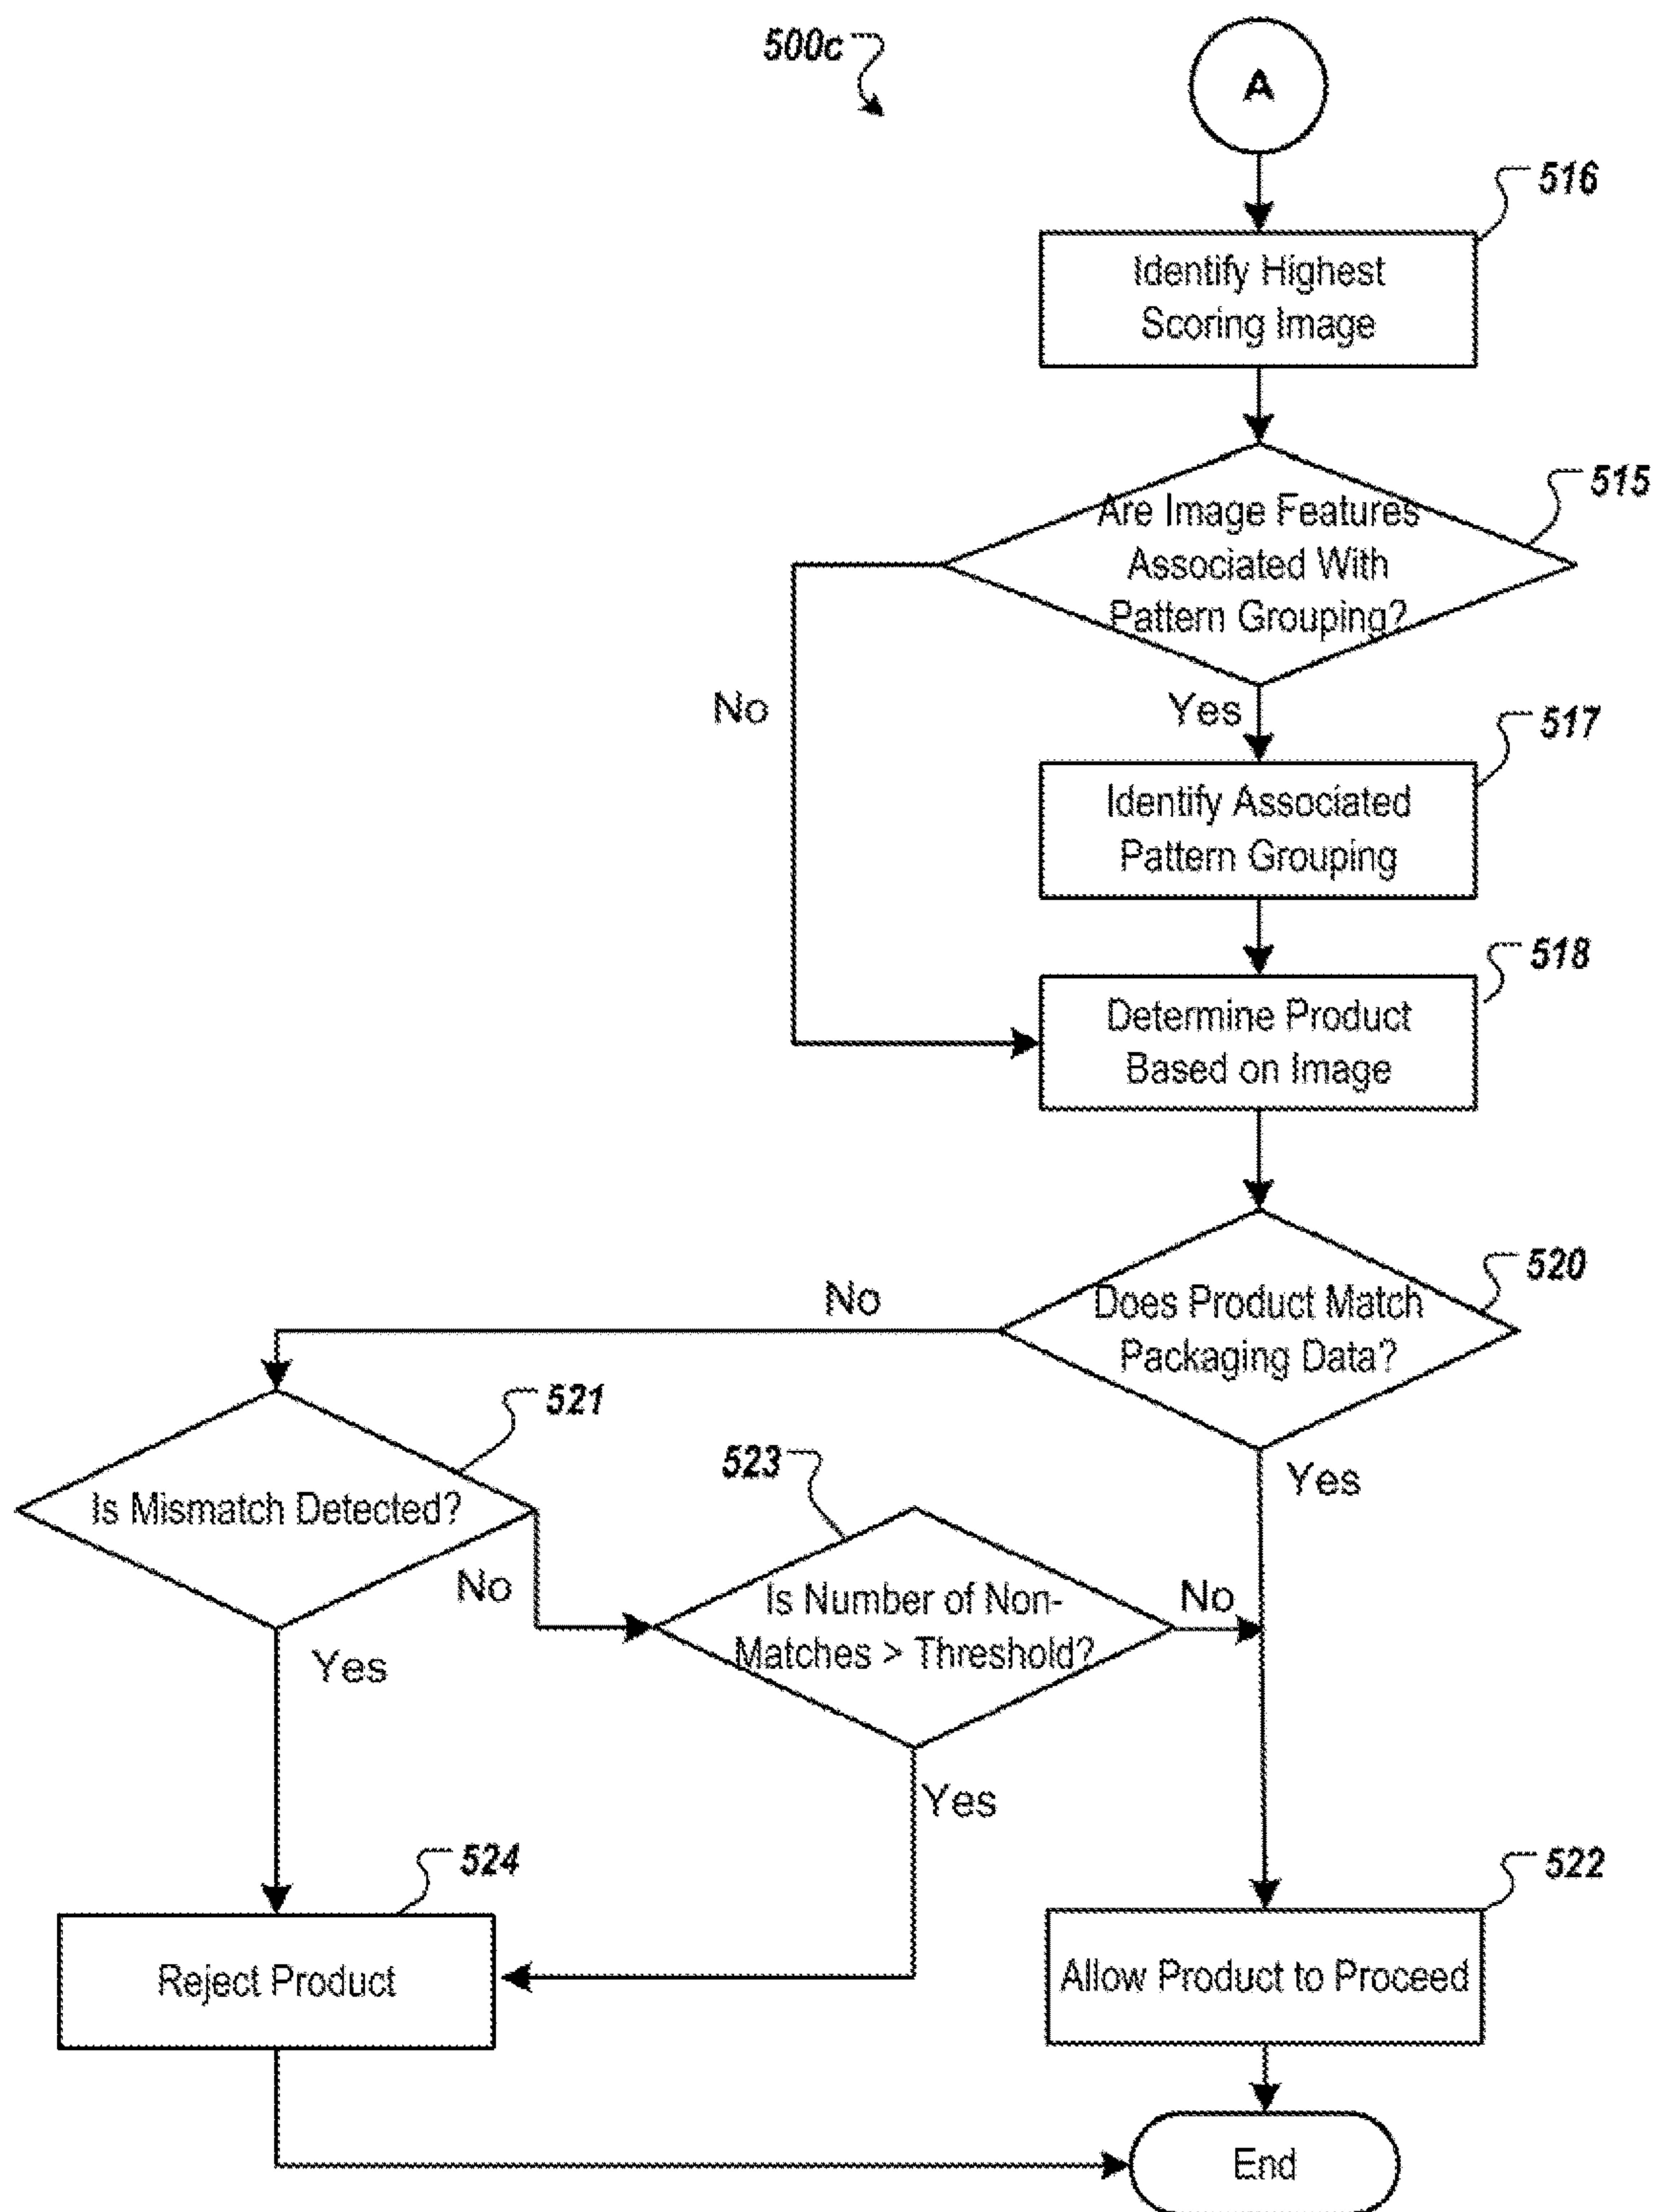 500c
A
516
Identify Highest
Scoring Image
515
Are Image Features
Associated With
Pattern Grouping?
No
Yes
517
Identify Associated
Pattern Grouping
518
Determine Product
Based on Image
520
Does Product Match
Packaging Data?
No
Yes
521
Is Mismatch Detected?
No
Yes
523
Is Number of Non-
Matches > Threshold?
No
Yes
524
Reject Product
522
Allow Product to Proceed
End